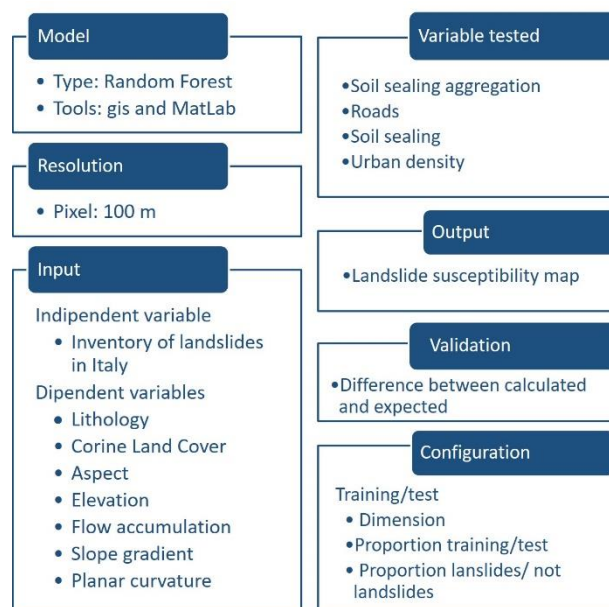 Model
• Type: Random Forest
• Tools: gis and MatLab
Resolution
• Pixel: 100 m
Input
Indipendent variable
• Inventory of landslides
in Italy
Dipendent variables
• Lithology
• Corine Land Cover
• Aspect
• Elevation
• Flow accumulation
• Slope gradient
• Planar curvature
Variable tested
•Soil sealing aggregation
•Roads
•Soil sealing
•Urban density
Output
•Landslide susceptibility map
Validation
•Difference between calculated
and expected
Configuration
Training/test
• Dimension
•Proportion training/test
• Proportion lanslides/ not
landslides